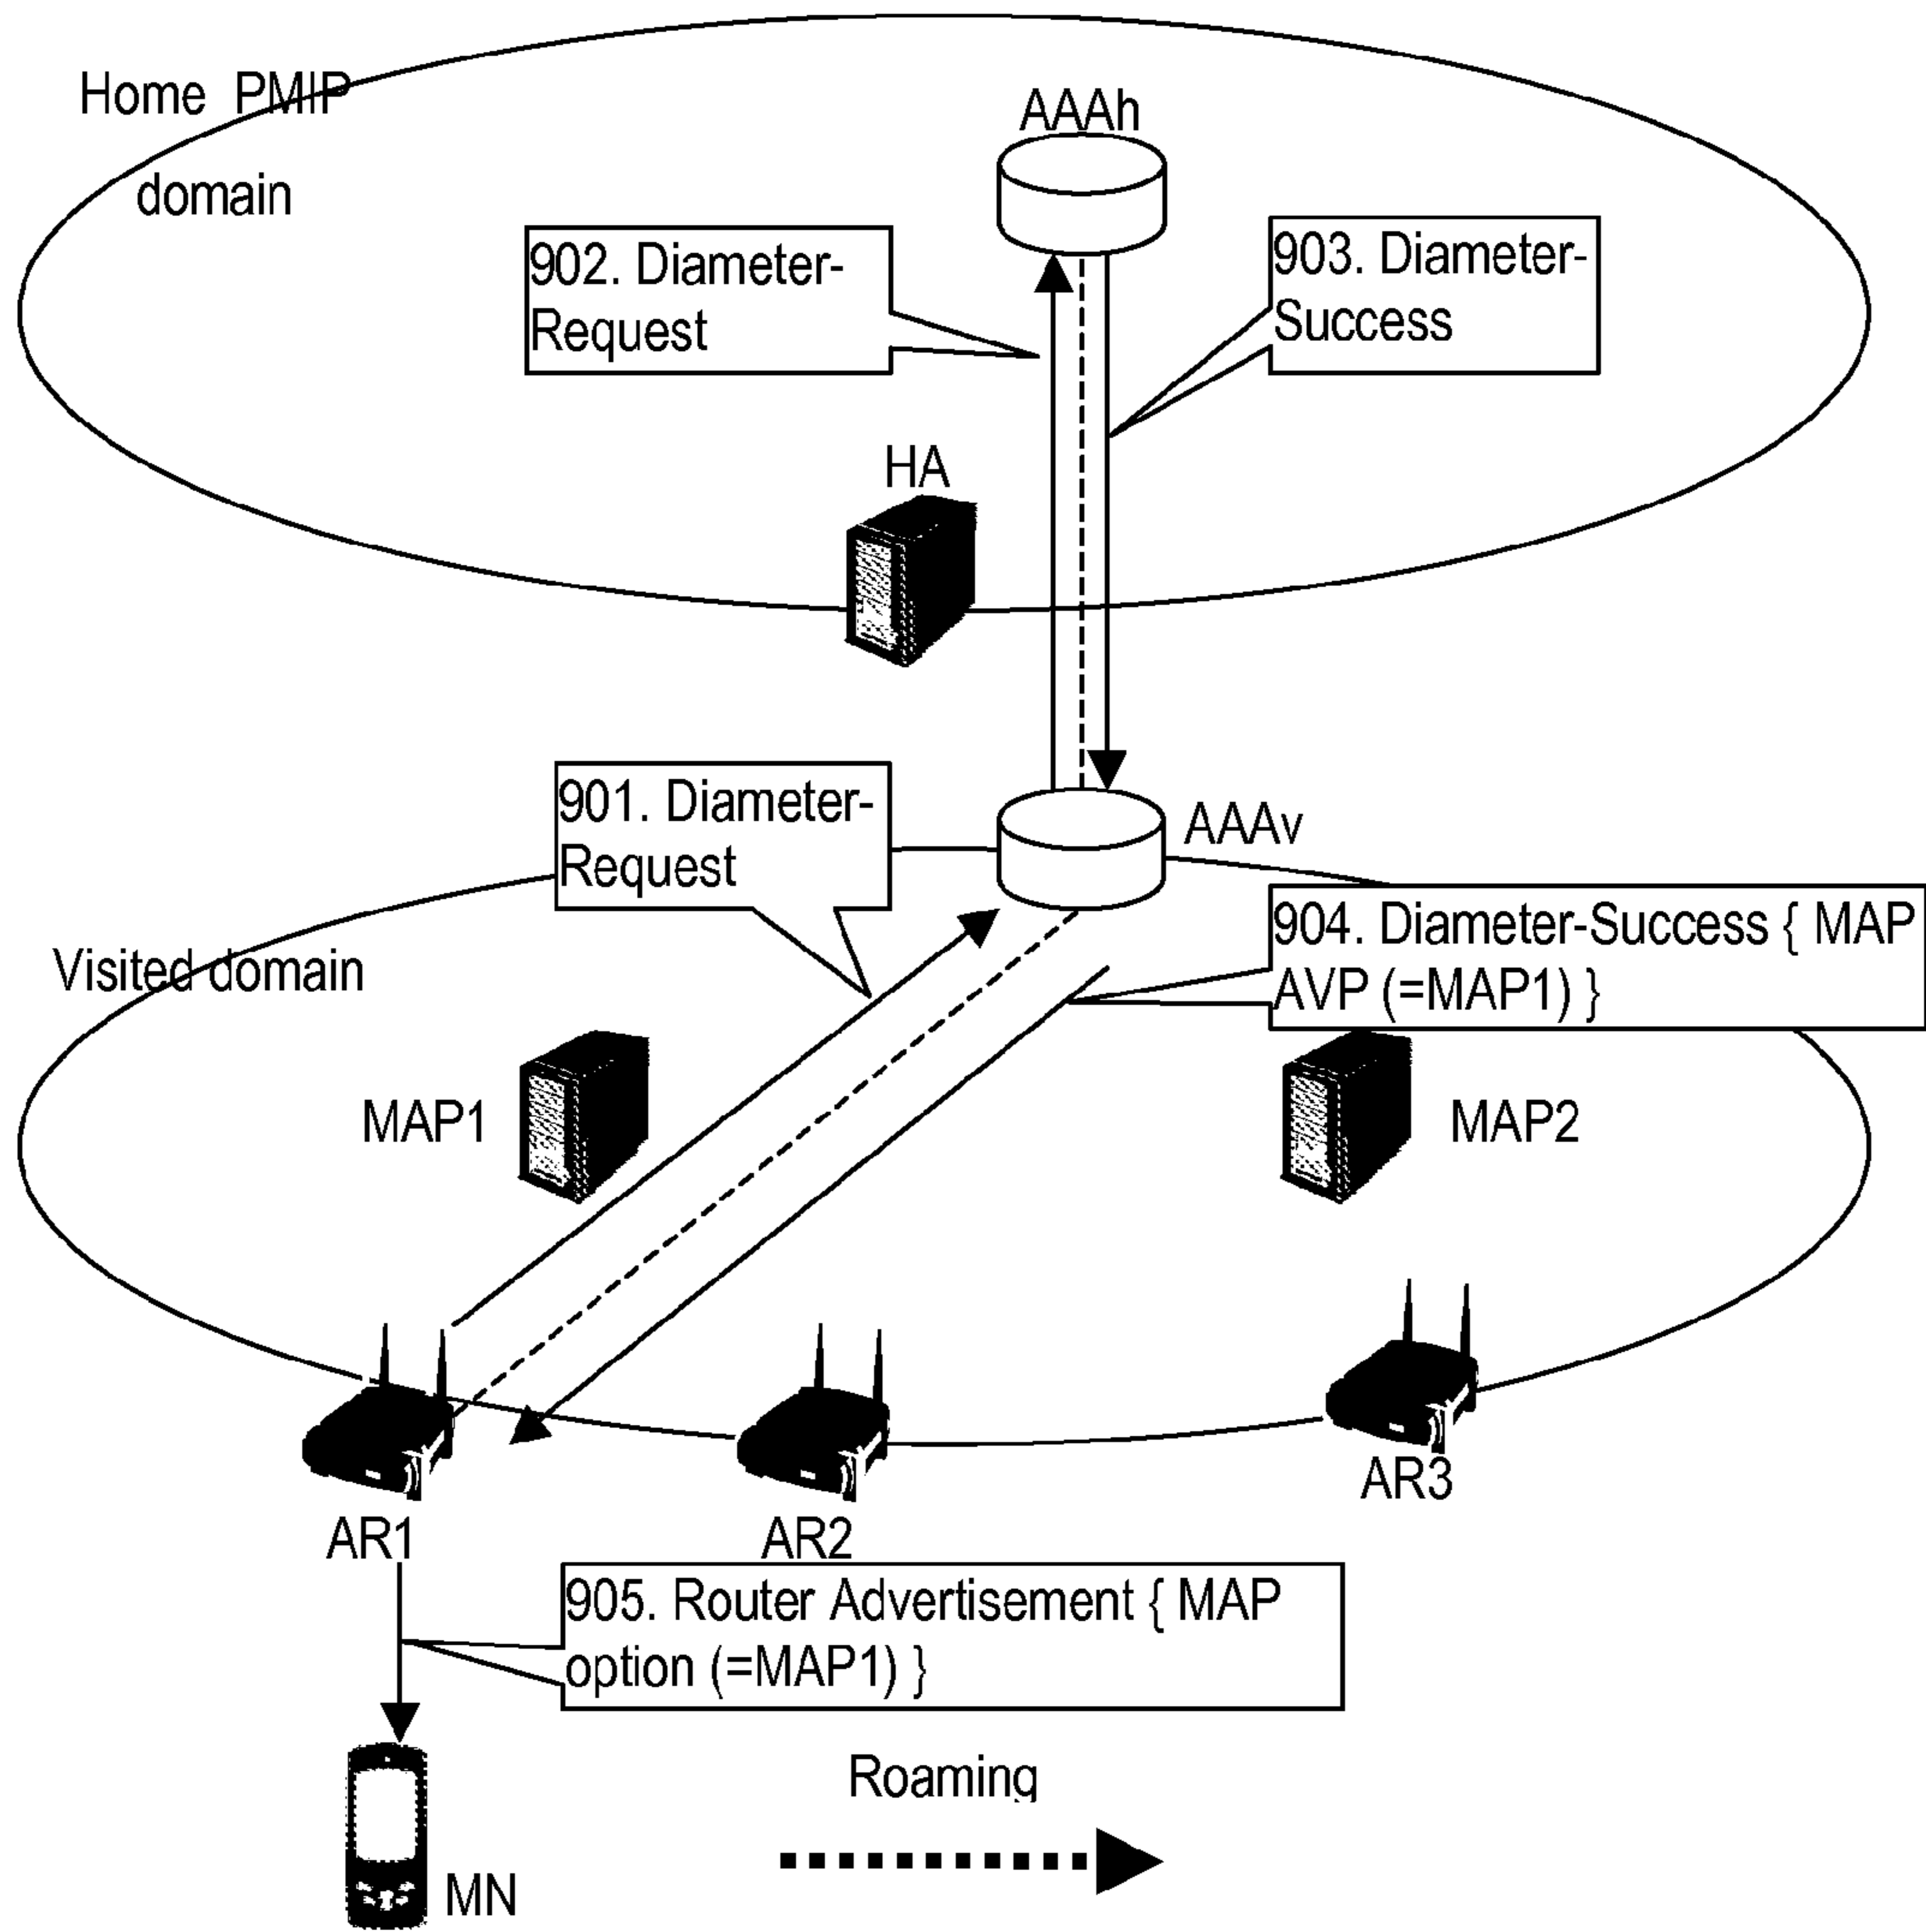 Home PMIP
domain
AAAh
902. Diameter-
Request
903. Diameter-
Success
HA
901. Diameter-
Request
AAAv
Visited domain
904. Diameter-Success { MAP
AVP (=MAP1) }
MAP1
MAP2
AR1
AR2
AR3
905. Router Advertisement { MAP
option (=MAP1) }
Roaming
MN